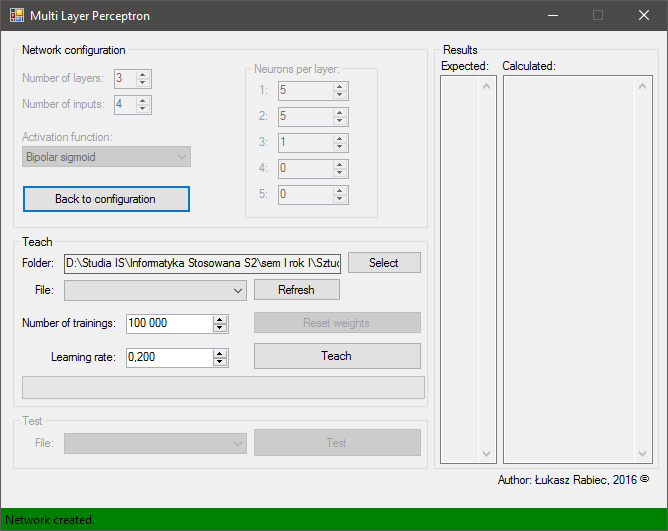 Multi Layer Perceptron
Network configuration
Number of layers: 3
Number of inputs: 4
Activation function:
Bipolar sigmoid
Back to configuration
Neurons per layer:
1: 5
2: 5
3: 1
4: 0
5: 0
Teach
Folder: D:\Studia IS\Informatyka Stosowana S2\sem I rok I\Sztuc Select
File: Refresh
Number of trainings: 100 000 Reset weights
Learning rate: 0,200 Teach
Test
File: Test
Results
Expected: Calculated:
Author: Łukasz Rabiec, 2016 ©
Network created.